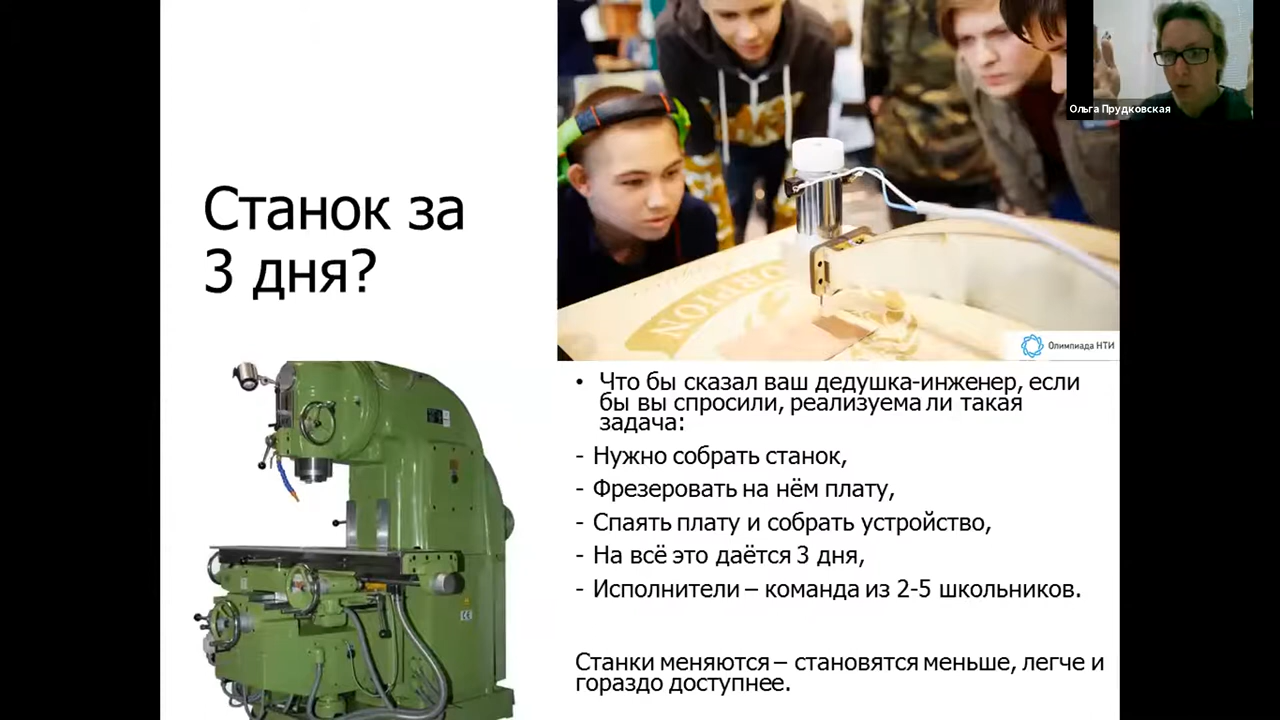 Ольга Прудковская
Станок за
3 дня?
ORPION
Олимпиада НТИ
• Что бы сказал ваш дедушка-инженер, если
бы вы спросили, реализуема ли такая
задача:
- Нужно собрать станок,
- Фрезеровать на нём плату,
- Спаять плату и собрать устройство,
- На всё это даётся 3 дня,
- Исполнители – команда из 2-5 школьников.
Станки меняются – становятся меньше, легче и
гораздо доступнее.